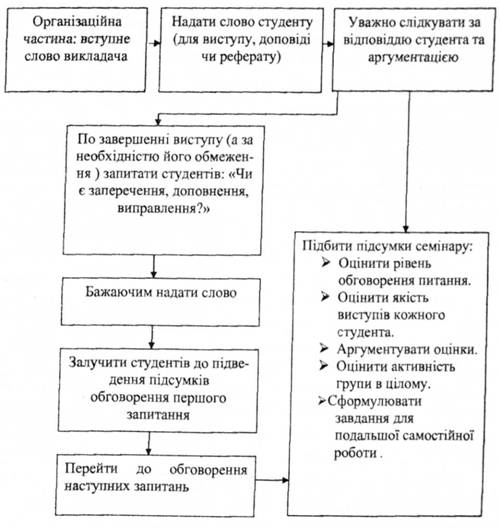 Організаційна
частина: вступне
слово викладача
Надати слово студенту
(для виступу, доповіді
чи реферату)
Уважно слідкувати за
відповіддю студента та
аргументацією
По завершенні виступу (а за
необхідністю його обмежен-
ня ) запитати студентів: «Чи
є заперечення, доповнення,
виправлення?»
Бажаючим надати слово
Залучити студентів до підве-
дення підсумків
обговорення першого
запитання
Перейти до обговорення
наступних запитань
Підбити підсумки семінару:
➢ Оцінити рівень
обговорення питання.
➢ Оцінити якість
виступів кожного
студента.
➢ Аргументувати оцінки.
➢ Оцінити активність
групи в цілому.
➢Сформулювати
завдання для
подальшої самостійної
роботи .